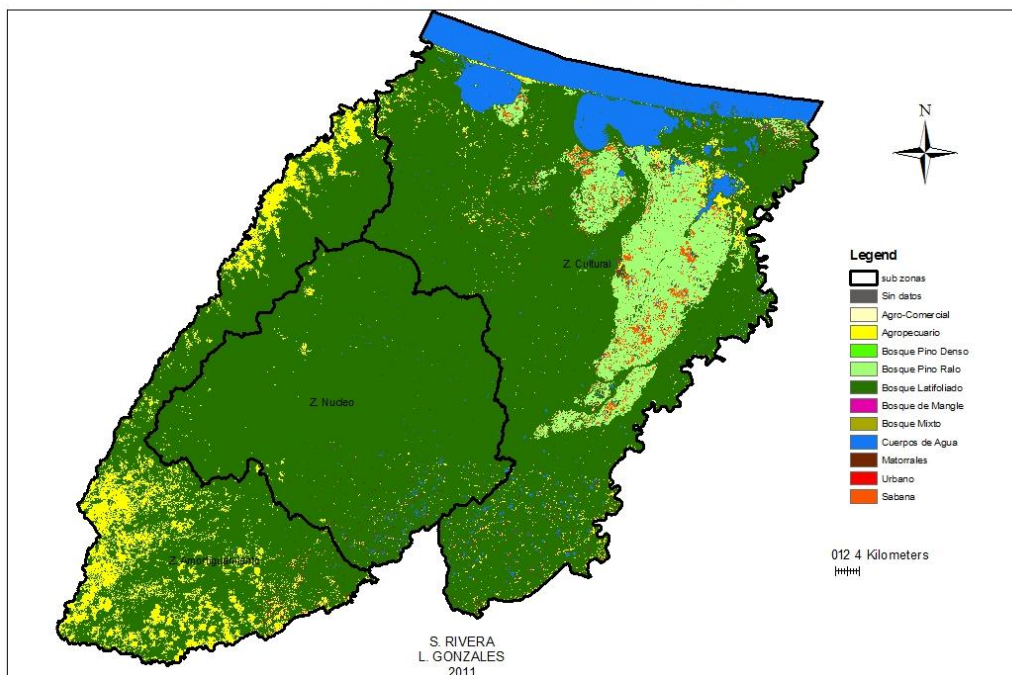 N
Z. Cultural
Z. Nucleo
Z. Amortiguamiento
Legend
sub zonas
Sin datos
Agro-Comercial
Agropecuario
Bosque Pino Denso
Bosque Pino Ralo
Bosque Latifoliado
Bosque de Mangle
Bosque Mixto
Cuerpos de Agua
Matorrales
Urbano
Sabana
012 4 Kilometers
S. RIVERA
L. GONZALES
2011